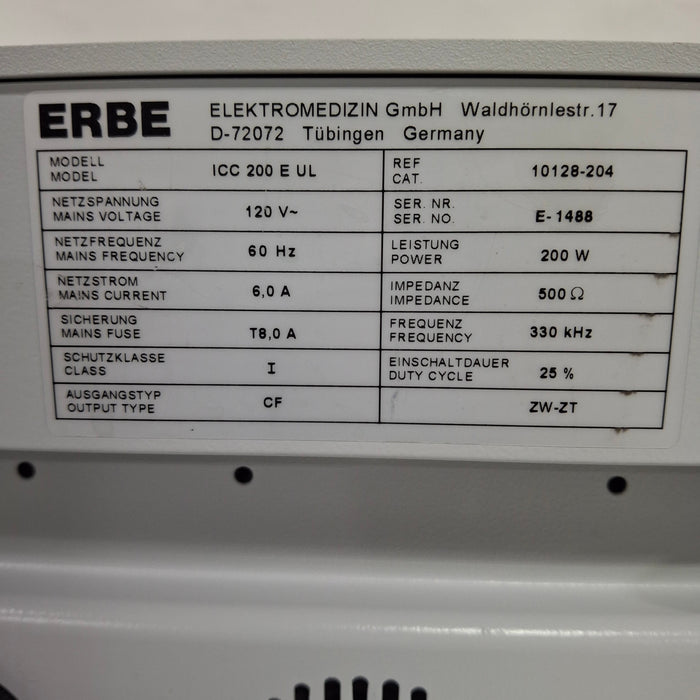 ERBE
ELEKTROMEDIZIN GmbH Waldhörnlestr.17
D-72072 Tübingen Germany
MODELL
MODEL
ICC 200 E UL
REF
CAT.
10128-204
NETZSPANNUNG
MAINS VOLTAGE
120 V~
SER. NR.
SER. NO.
E-1488
NETZFREQUENZ
MAINS FREQUENCY
60 Hz
LEISTUNG
POWER
200 W
NETZSTROM
MAINS CURRENT
6,0 A
IMPEDANZ
IMPEDANCE
500 Ω
SICHERUNG
MAINS FUSE
T8,0 A
FREQUENZ
FREQUENCY
330 kHz
SCHUTZKLASSE
CLASS
I
EINSCHALTDAUER
DUTY CYCLE
25 %
AUSGANGSTYP
OUTPUT TYPE
CF
ZW-ZT